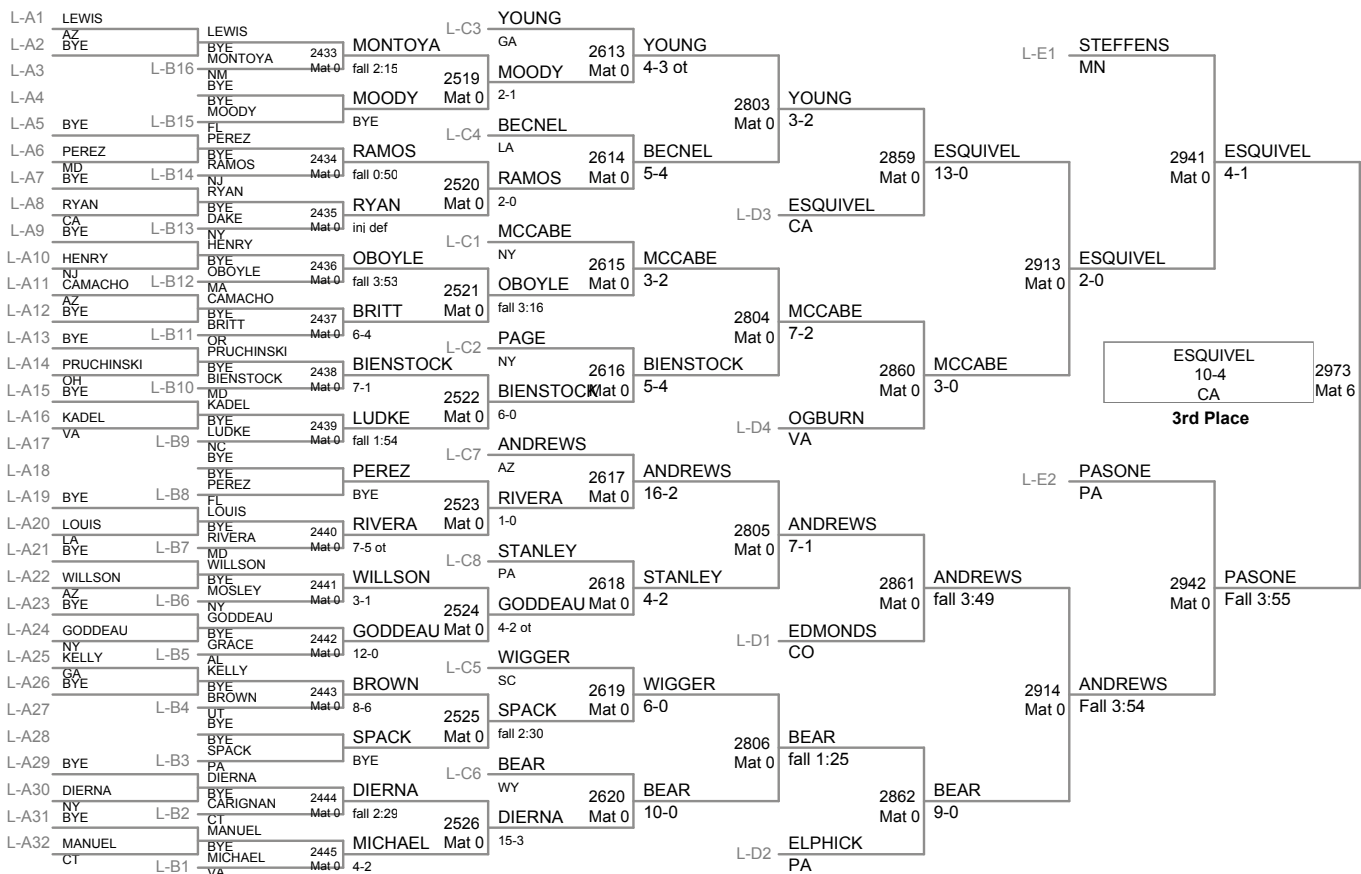 L-A1 LEWIS
AZ
L-A2 BYE
L-A3
L-A4
L-A5 BYE
L-A6 PEREZ
MD
L-A7 BYE
L-A8 RYAN
CA
L-A9 BYE
L-A10 HENRY
NJ
L-A11 CAMACHO
AZ
L-A12 BYE
L-A13 BYE
L-A14 PRUCHINSKI
OH
L-A15 BYE
L-A16 KADEL
VA
L-A17
L-A18
L-A19 BYE
L-A20 LOUIS
LA
L-A21 BYE
L-A22 WILLSON
AZ
L-A23 BYE
L-A24 GODDEAU
NY
L-A25 KELLY
GA
L-A26 BYE
L-A27
L-A28
L-A29 BYE
L-A30 DIERNA
NY
L-A31 BYE
L-A32 MANUEL
CT
LEWIS
BYE
L-B16 MONTOYA
NM
BYE
BYE
L-B15 MOODY
FL
PEREZ
BYE
L-B14 RAMOS
NJ
RYAN
BYE
L-B13 DAKE
NY
HENRY
BYE
L-B12 OBOYLE
MA
CAMACHO
BYE
L-B11 BRITT
OR
PRUCHINSKI
BYE
L-B10 BIENSTOCK
MD
KADEL
BYE
L-B9 LUDKE
NC
BYE
BYE
L-B8 PEREZ
FL
LOUIS
BYE
L-B7 RIVERA
MD
WILLSON
BYE
L-B6 MOSLEY
NY
GODDEAU
BYE
L-B5 GRACE
AL
KELLY
BYE
L-B4 BROWN
UT
BYE
BYE
L-B3 SPACK
PA
DIERNA
BYE
L-B2 CARIGNAN
CT
MANUEL
BYE
L-B1 MICHAEL
VA
2433 MONTOYA
Mat 0 fall 2:15
MOODY
BYE
2434 RAMOS
Mat 0 fall 0:50
2435 RYAN
Mat 0 inj def
2436 OBOYLE
Mat 0 fall 3:53
2437 BRITT
Mat 0 6-4
2438 BIENSTOCK
Mat 0 7-1
2439 LUDKE
Mat 0 fall 1:54
PEREZ
BYE
2440 RIVERA
Mat 0 7-5 ot
2441 WILLSON
Mat 0 3-1
2442 GODDEAU
Mat 0 12-0
2443 BROWN
Mat 0 8-6
SPACK
BYE
2444 DIERNA
Mat 0 fall 2:29
2445 MICHAEL
Mat 0 4-2
L-C3 YOUNG
GA
2519 MOODY
Mat 0 2-1
L-C4 BECNEL
LA
2520 RAMOS
Mat 0 2-0
L-C1 MCCABE
NY
2521 OBOYLE
Mat 0 fall 3:16
L-C2 PAGE
NY
2522 BIENSTOCK
Mat 0 6-0
L-C7 ANDREWS
AZ
2523 RIVERA
Mat 0 1-0
L-C8 STANLEY
PA
2524 GODDEAU
Mat 0 4-2 ot
L-C5 WIGGER
SC
2525 SPACK
Mat 0 fall 2:30
L-C6 BEAR
WY
2526 DIERNA
Mat 0 15-3
2613 YOUNG
Mat 0 4-3 ot
2614 BECNEL
Mat 0 5-4
2615 MCCABE
Mat 0 3-2
2616 BIENSTOCK
Mat 0 5-4
2617 ANDREWS
Mat 0 16-2
2618 STANLEY
Mat 0 4-2
2619 WIGGER
Mat 0 6-0
2620 BEAR
Mat 0 10-0
2803 YOUNG
Mat 0 3-2
L-D3 ESQUIVEL
CA
2804 MCCABE
Mat 0 7-2
L-D4 OGBURN
VA
2805 ANDREWS
Mat 0 7-1
L-D1 EDMONDS
CO
2806 BEAR
Mat 0 fall 1:25
L-D2 ELPHICK
PA
2859 ESQUIVEL
Mat 0 13-0
2860 MCCABE
Mat 0 3-0
2861 ANDREWS
Mat 0 fall 3:49
2862 BEAR
Mat 0 9-0
L-E1 STEFFENS
MN
2913 ESQUIVEL
Mat 0 2-0
L-E2 PASONE
PA
2914 ANDREWS
Mat 0 Fall 3:54
2941 ESQUIVEL
Mat 0 4-1
2942 PASONE
Mat 0 Fall 3:55
ESQUIVEL
10-4
CA
2973
Mat 6
3rd Place